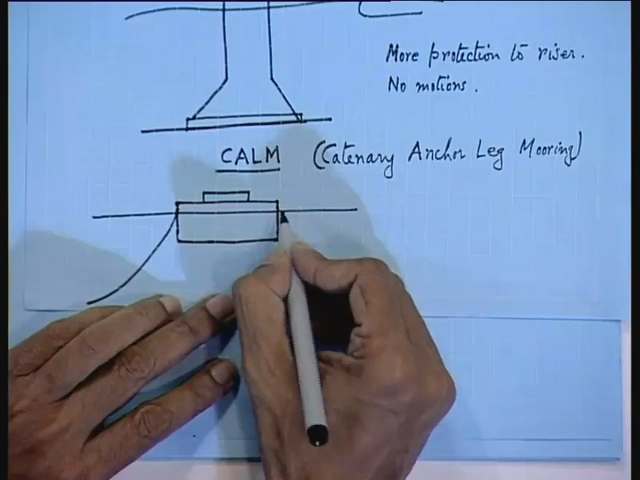 More protection to riser.
No motions.
CALM (Catenary Anchor Leg Mooring)